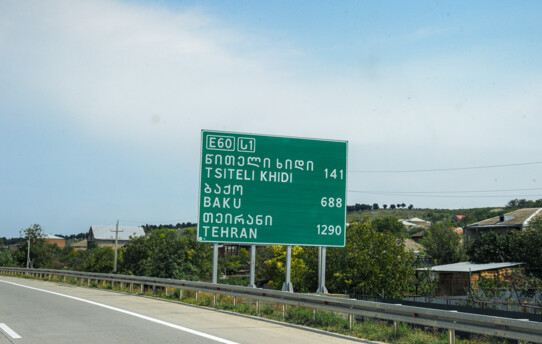 E60 ს1
წითელი ხიდი
TSITELI KHIDI 141
ბაქო
BAKU 688
თეირანი
TEHRAN 1290